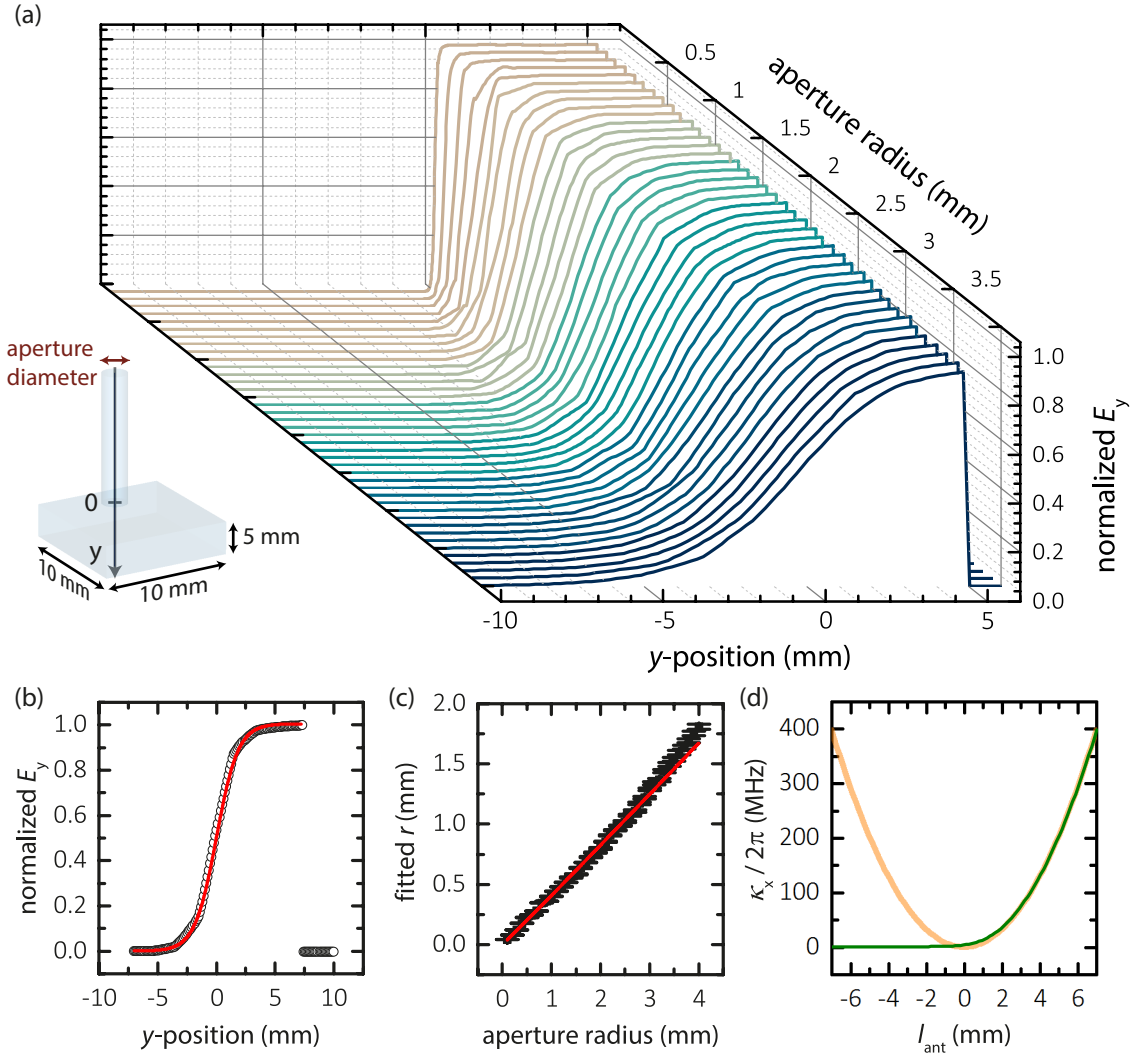 (a)
0.5
1
1.5
2
2.5
3
3.5
aperture radius (mm)
1.0
0.8
0.6
0.4
0.2
0.0
normalized Ey
-10
-5
0
5
y-position (mm)
aperture
diameter
0
y
5 mm
10 mm
10 mm
(b)
1.0
0.8
0.6
0.4
0.2
0.0
normalized Ey
-10
-5
0
5
10
y-position (mm)
(c)
2.0
1.5
1.0
0.5
0.0
fitted r (mm)
0
1
2
3
4
aperture radius (mm)
(d)
400
300
200
100
0
κx / 2π (MHz)
-6
-4
-2
0
2
4
6
lant (mm)